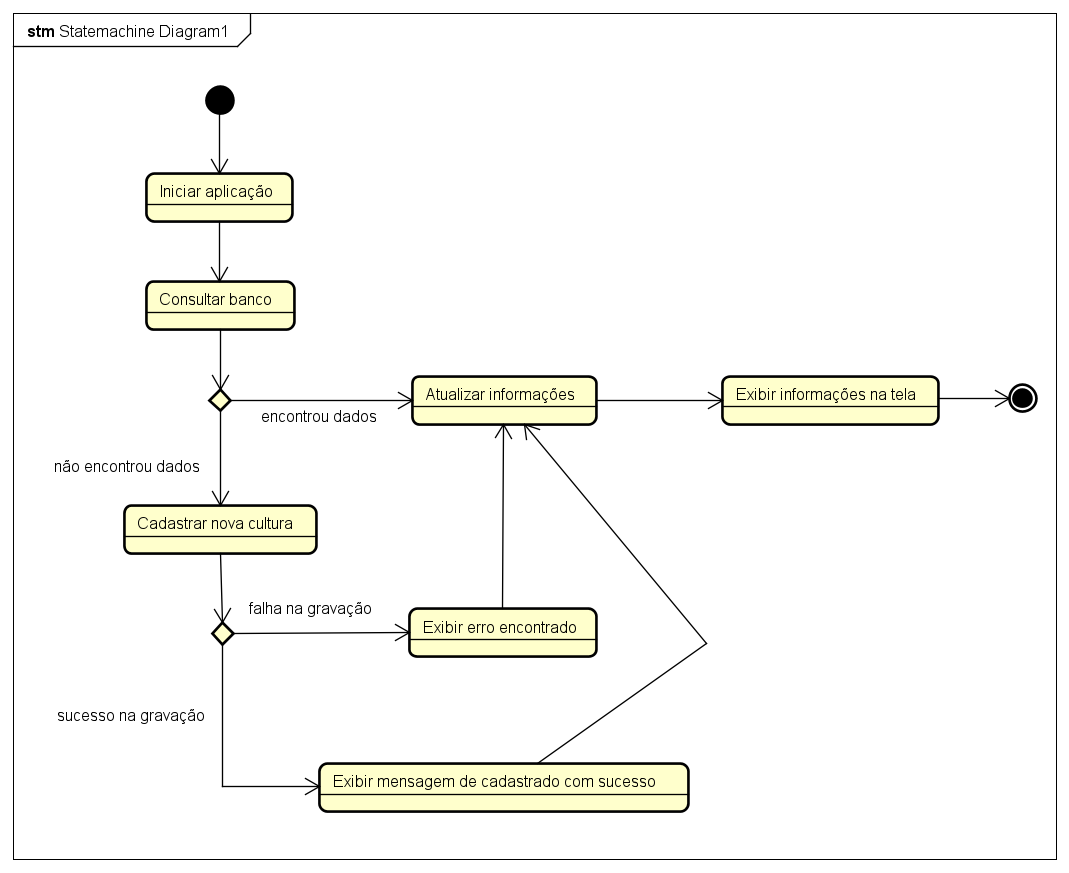 stm Statemachine Diagram1
Iniciar aplicação
Consultar banco
Atualizar informações
Exibir informações na tela
encontrou dados
não encontrou dados
Cadastrar nova cultura
falha na gravação
Exibir erro encontrado
sucesso na gravação
Exibir mensagem de cadastrado com sucesso